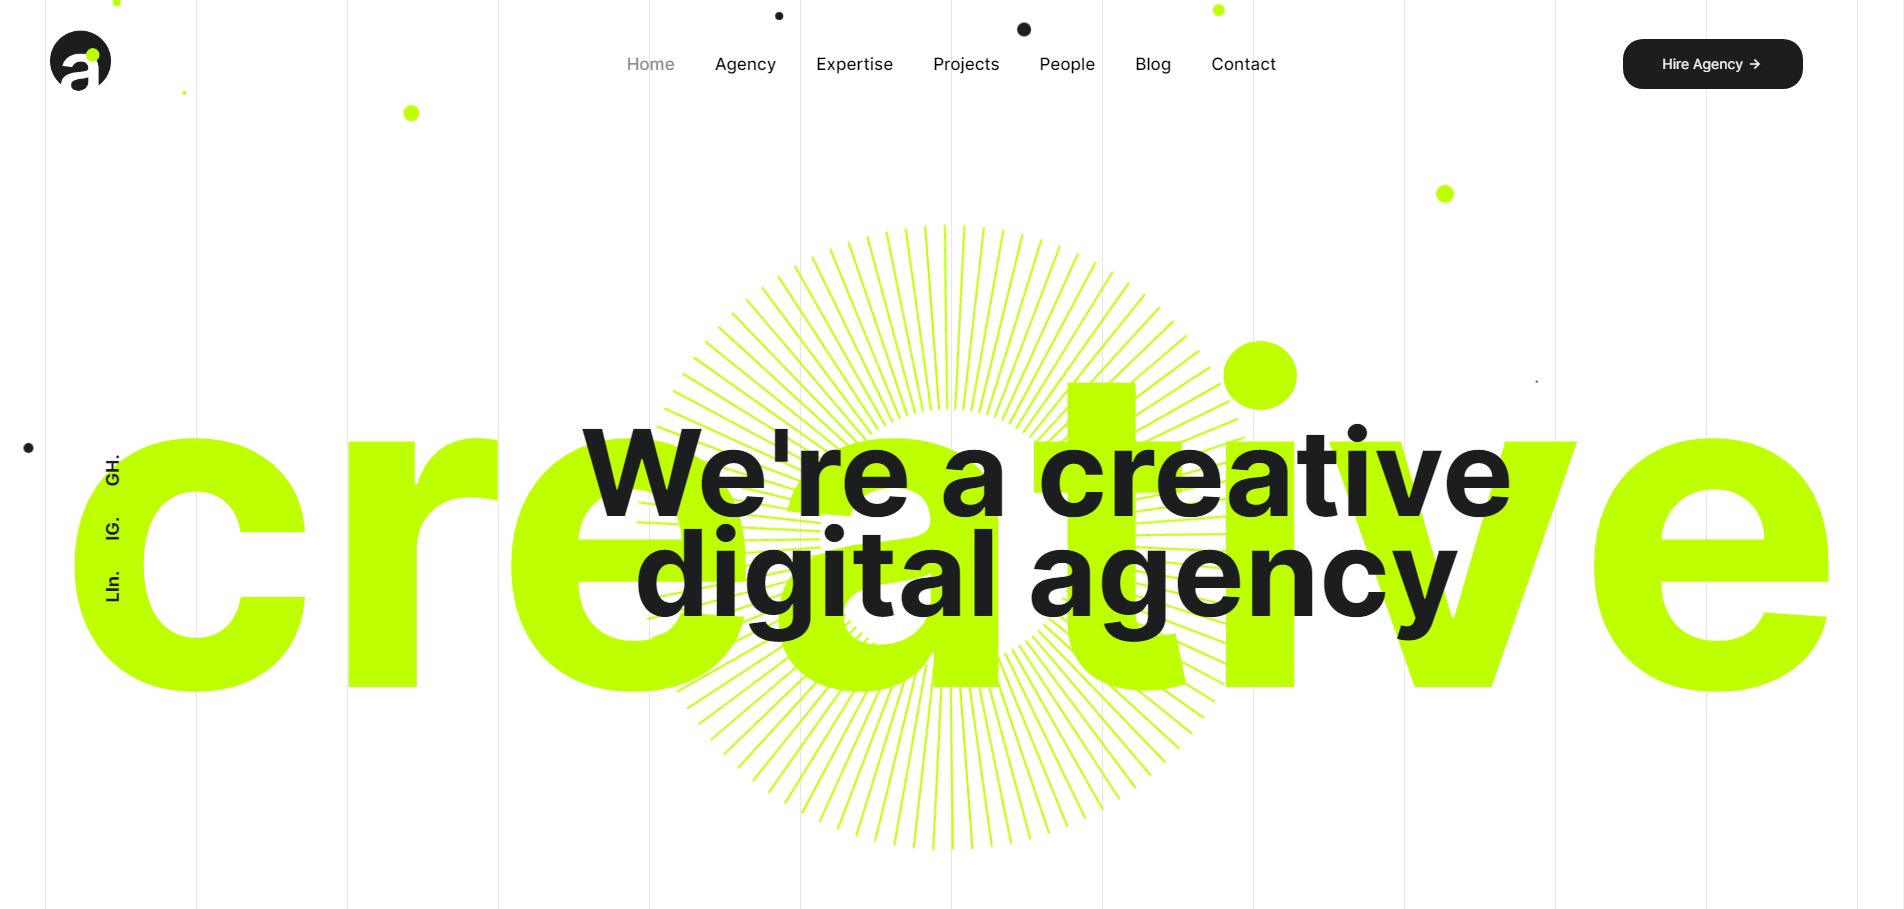 Home Agency Expertise Projects People Blog Contact
Hire Agency →
creative
We're a creative
digital agency
GH.
IG.
LIn.